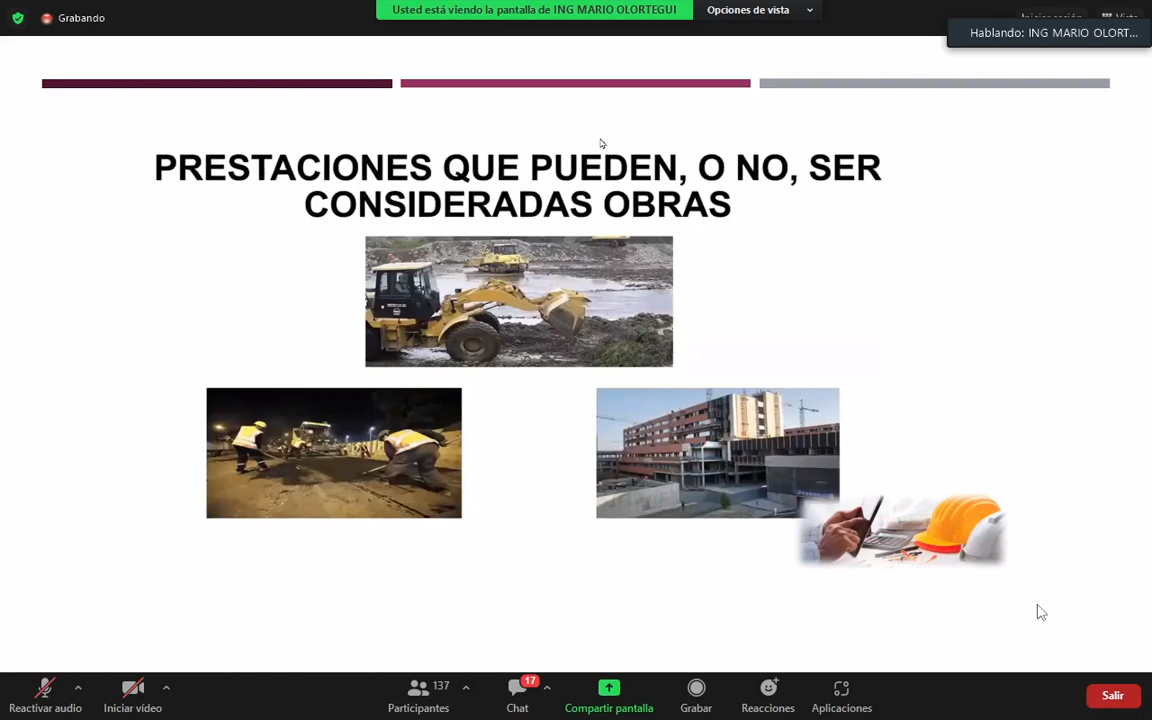 Grabando
Usted está viendo la pantalla de ING MARIO OLORTEGUI
Opciones de vista
Hablando: ING MARIO OLORT...
PRESTACIONES QUE PUEDEN, O NO, SER
CONSIDERADAS OBRAS
Reactivar audio
Iniciar vídeo
137
Participantes
17
Chat
Compartir pantalla
Grabar
Reacciones
Aplicaciones
Salir